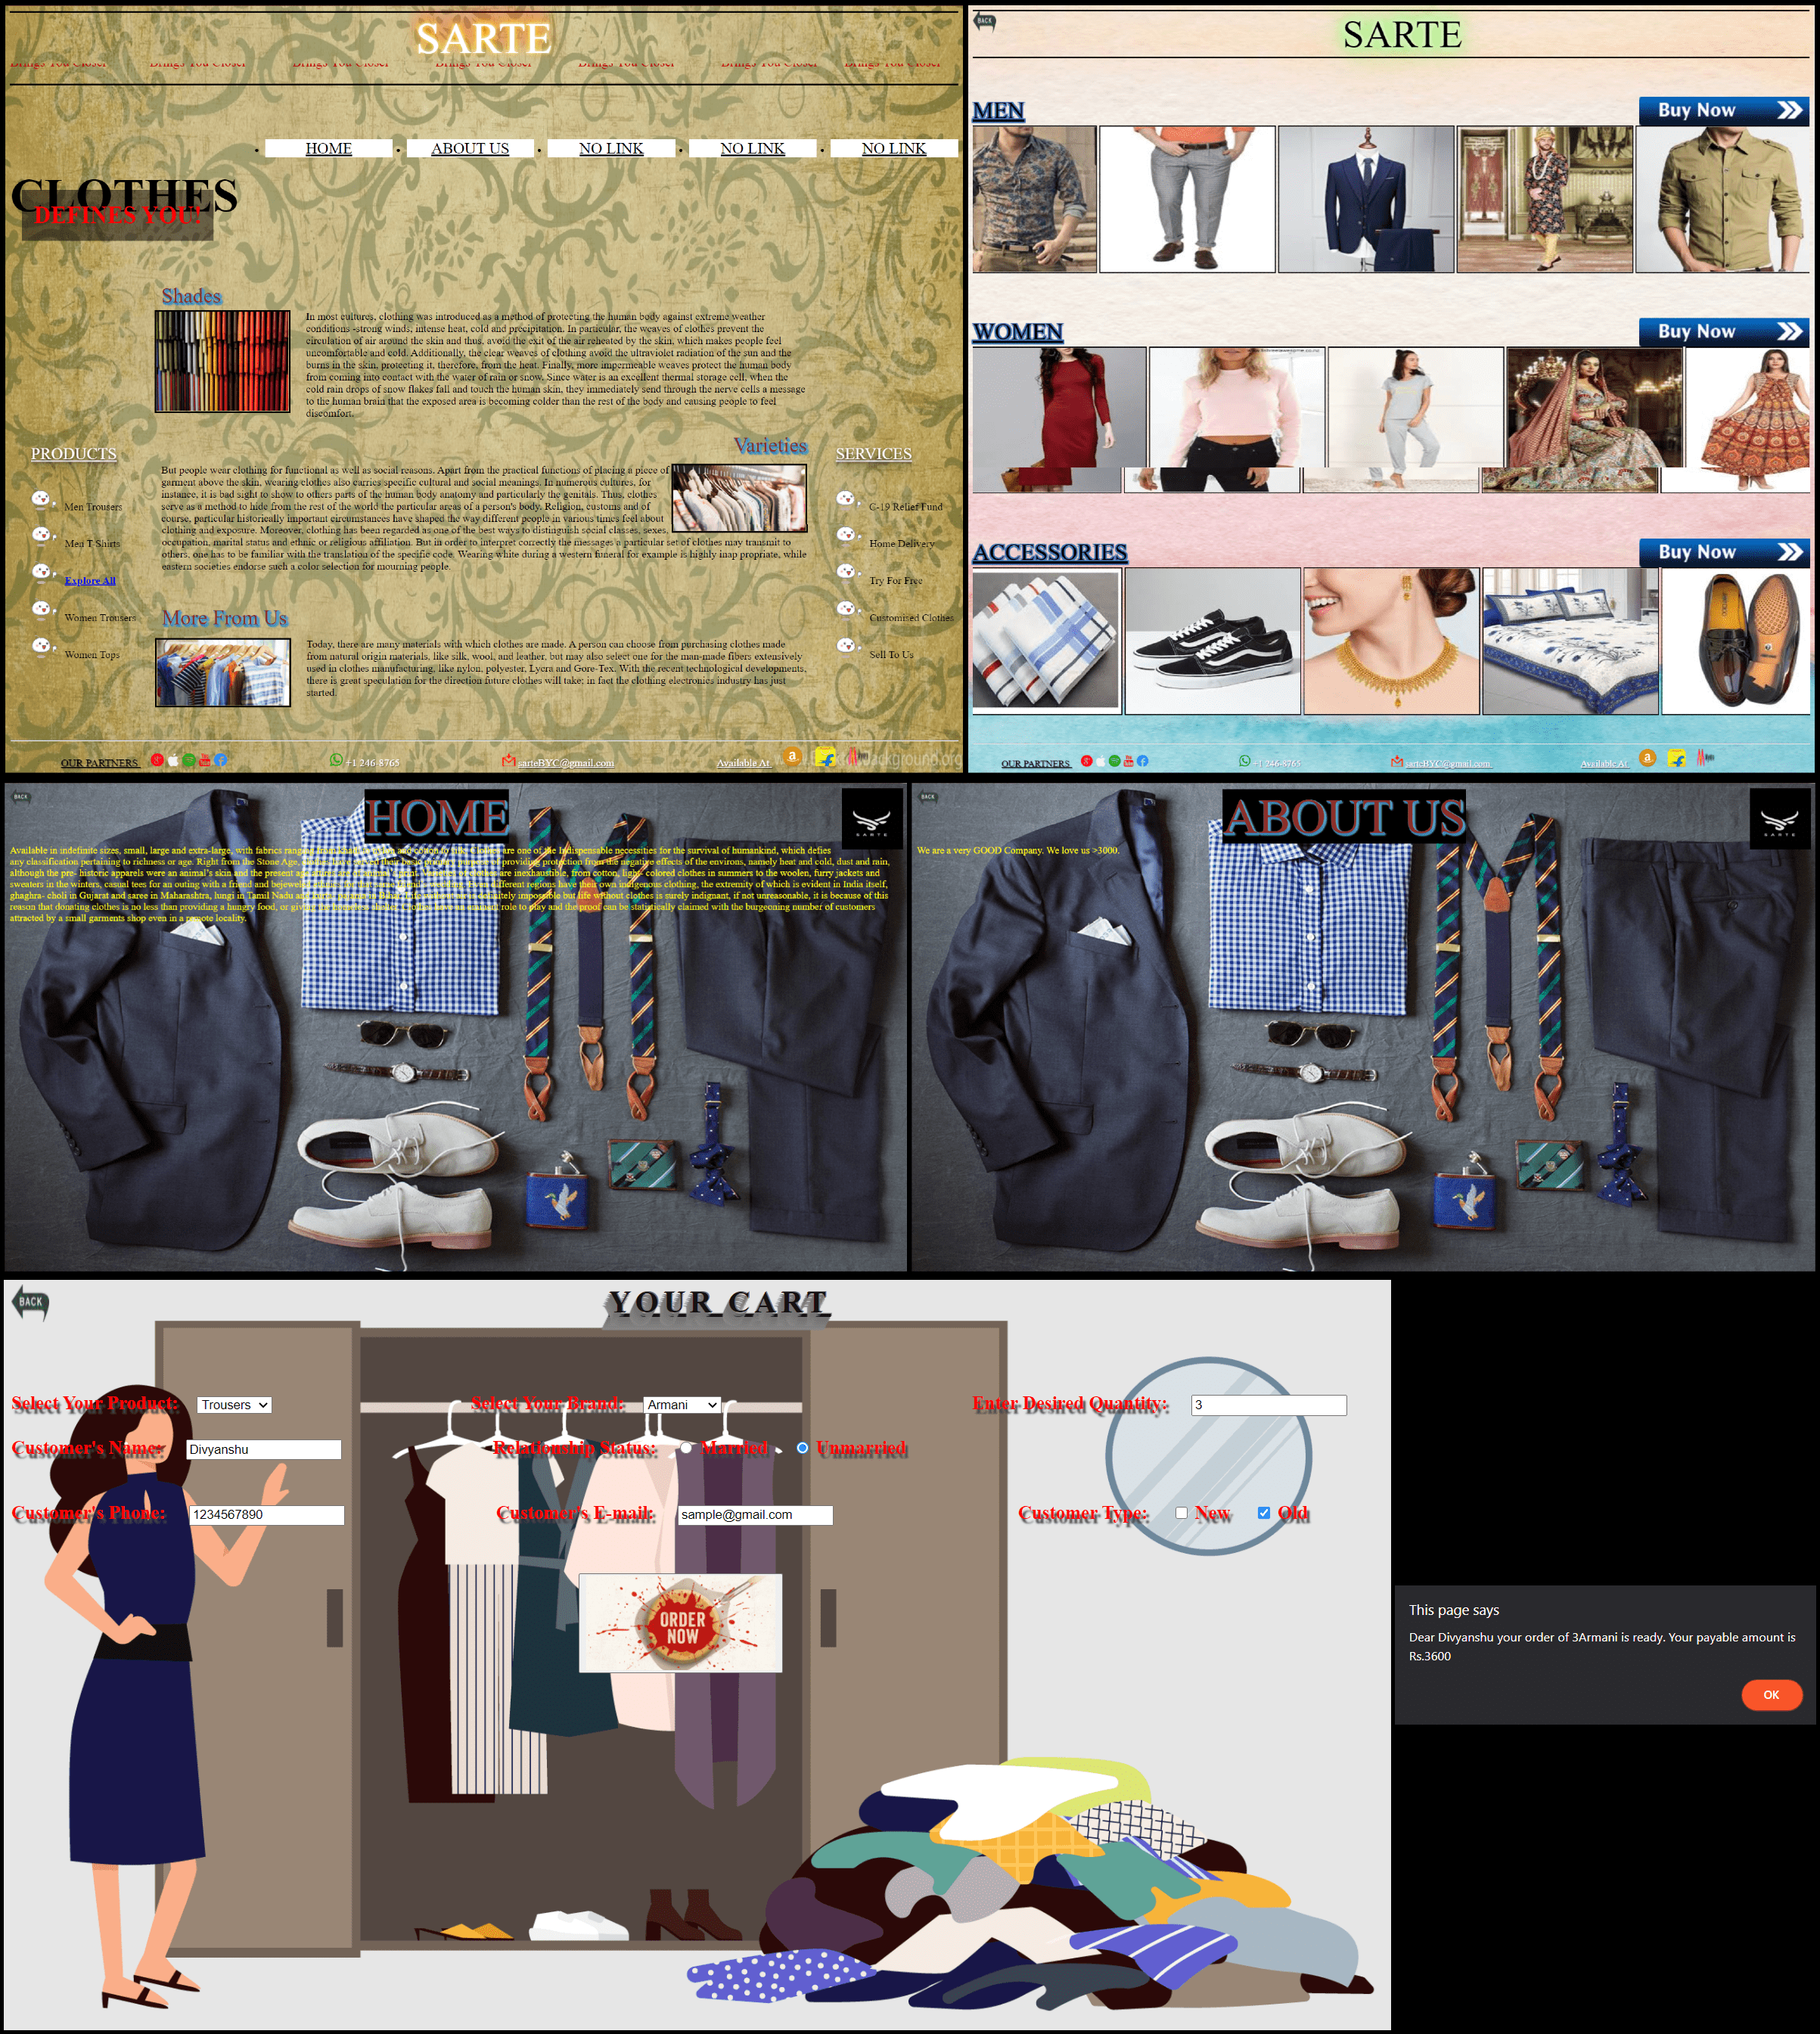 SARTE
Brings You Closer Brings You Closer Brings You Closer Brings You Closer Brings You Closer Brings You Closer Brings You Closer
HOME ABOUT US NO LINK NO LINK NO LINK
CLOTHES
DEFINES YOU!
Shades
In most cultures, clothing was introduced as a method of protecting the human body against extreme weather
conditions -strong winds, intense heat, cold and precipitation. In particular, the weaves of clothes prevent the
circulation of air around the skin and thus, avoid the exit of the air reheated by the skin, which makes people feel
uncomfortable and cold. Additionally, the clear weaves of clothing avoid the ultraviolet radiation of the sun and the
burns in the skin, protecting it, therefore, from the heat. Finally, more impermeable weaves protect the human body
from coming into contact with the water of rain or snow. Since water is an excellent thermal storage cell, when the
cold rain drops of snow flakes fall and touch the human skin, they immediately send through the nerve cells a message
to the human brain that the exposed area is becoming colder than the rest of the body and causing people to feel
discomfort.
PRODUCTS
Men Trousers
Men T-Shirts
Explore All
Women Trousers
Women Tops
Varieties
But people wear clothing for functional as well as social reasons. Apart from the practical functions of placing a piece of
garment above the skin, wearing clothes also carries specific cultural and social meanings. In numerous cultures, for
instance, it is bad sight to show to others parts of the human body anatomy and particularly the genitals. Thus, clothes
serve as a method to hide from the rest of the world the particular areas of a person's body. Religion, customs and of
course, particular historically important circumstances have shaped the way different people in various times feel about
clothing and exposure. Moreover, clothing has been regarded as one of the best ways to distinguish social classes, sexes,
occupation, marital status and ethnic or religious affiliation. But in order to interpret correctly the messages a particular set of clothes may transmit to
others, one has to be familiar with the translation of the specific code. Wearing white during a western funeral for example is highly inap propriate, while
eastern societies endorse such a color selection for mourning people.
SERVICES
C-19 Relief Fund
Home Delivery
Try For Free
Customised Clothes
Sell To Us
More From Us
Today, there are many materials with which clothes are made. A person can choose from purchasing clothes made
from natural origin materials, like silk, wool, and leather, but may also select one for the man-made fibers extensively
used in clothes manufacturing, like nylon, polyester, Lycra and Gore-Tex. With the recent technological developments,
there is great speculation for the direction future clothes will take; in fact the clothing electronics industry has just
started.
OUR PARTNERS +1 246-8765 sarteBYC@gmail.com Available At
BACK
SARTE
MEN
Buy Now
WOMEN
Buy Now
ACCESSORIES
Buy Now
OUR PARTNERS +1 246-8765 sarteBYC@gmail.com Available At
BACK
HOME
SARTE
Available in indefinite sizes, small, large and extra-large, with fabrics are one of the Indispensable necessities for the survival of humankind, which defies
any classification pertaining to richness or age. Right from the Stone Age, providing protection from the negative effects of the environs, namely heat and cold, dust and rain,
although the pre- historic apparels were an animal's skin and the present are inexhaustible, from cotton, light- colored clothes in summers to the woolen, furry jackets and
sweaters in the winters, casual tees for an outing with a friend and bejeweled different regions have their own indigenous clothing, the extremity of which is evident in India itself,
ghaghra- choli in Gujarat and saree in Maharashtra, lungi in Tamil Nadu impossible but life without clothes is surely indignant, if not unreasonable, it is because of this
reason that donating clothes is no less than providing a hungry food, or role to play and the proof can be statistically claimed with the burgeoning number of customers
attracted by a small garments shop even in a remote locality.
BACK
ABOUT US
SARTE
We are a very GOOD Company. We love us >3000.
BACK
YOUR CART
Select Your Product: Trousers Select Your Brand: Armani Enter Desired Quantity: 3
Customer's Name: Divyanshu Relationship Status: Married Unmarried
Customer's Phone: 1234567890 Customer's E-mail: sample@gmail.com Customer Type: New Old
ORDER
NOW
This page says
Dear Divyanshu your order of 3Armani is ready. Your payable amount is
Rs.3600
OK